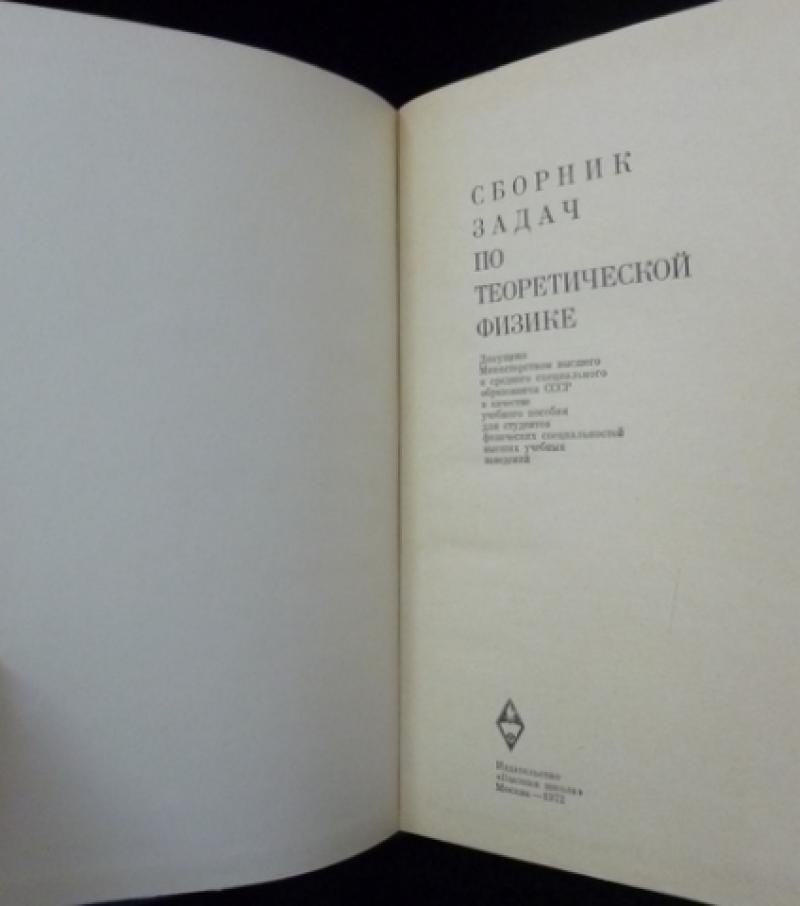 СБОРНИК
ЗАДАЧ
ПО
ТЕОРЕТИЧЕСКОЙ
ФИЗИКЕ
Допущено
Министерством высшего
и среднего специального
образования СССР
в качестве
учебного пособия
для студентов
физических специальностей
высших учебных
заведений
Издательство
«Высшая школа»
Москва — 1972